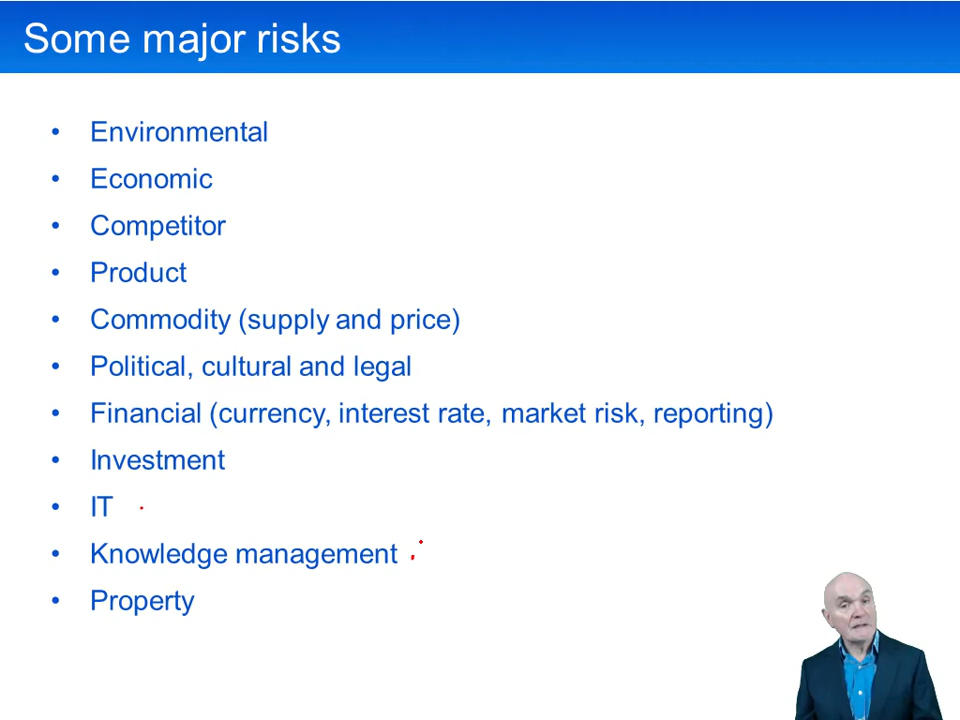 Some major risks
• Environmental
• Economic
• Competitor
• Product
• Commodity (supply and price)
• Political, cultural and legal
• Financial (currency, interest rate, market risk, reporting)
• Investment
• IT
• Knowledge management
• Property